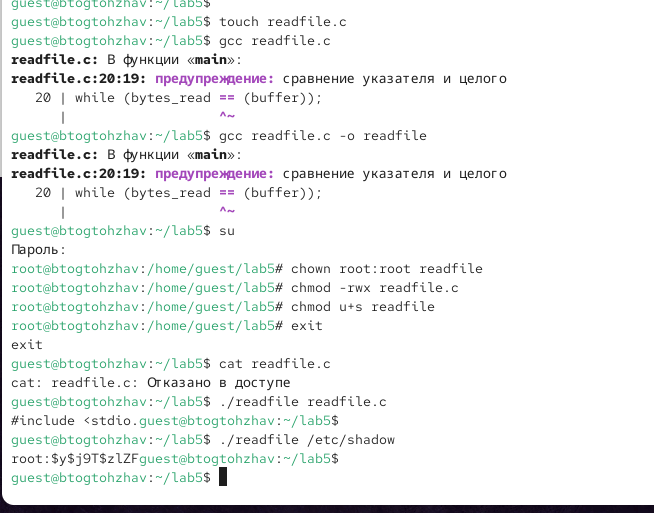 guest@btogtohzhav:~/lab5$
guest@btogtohzhav:~/lab5$ touch readfile.c
guest@btogtohzhav:~/lab5$ gcc readfile.c
readfile.c: В функции «main»:
readfile.c:20:19: предупреждение: сравнение указателя и целого
   20 | while (bytes_read == (buffer));
      |                   ^~
guest@btogtohzhav:~/lab5$ gcc readfile.c -o readfile
readfile.c: В функции «main»:
readfile.c:20:19: предупреждение: сравнение указателя и целого
   20 | while (bytes_read == (buffer));
      |                   ^~
guest@btogtohzhav:~/lab5$ su
Пароль:
root@btogtohzhav:/home/guest/lab5# chown root:root readfile
root@btogtohzhav:/home/guest/lab5# chmod -rwx readfile.c
root@btogtohzhav:/home/guest/lab5# chmod u+s readfile
root@btogtohzhav:/home/guest/lab5# exit
exit
guest@btogtohzhav:~/lab5$ cat readfile.c
cat: readfile.c: Отказано в доступе
guest@btogtohzhav:~/lab5$ ./readfile readfile.c
#include <stdio.guest@btogtohzhav:~/lab5$
guest@btogtohzhav:~/lab5$ ./readfile /etc/shadow
root:$y$j9T$zlZFguest@btogtohzhav:~/lab5$
guest@btogtohzhav:~/lab5$